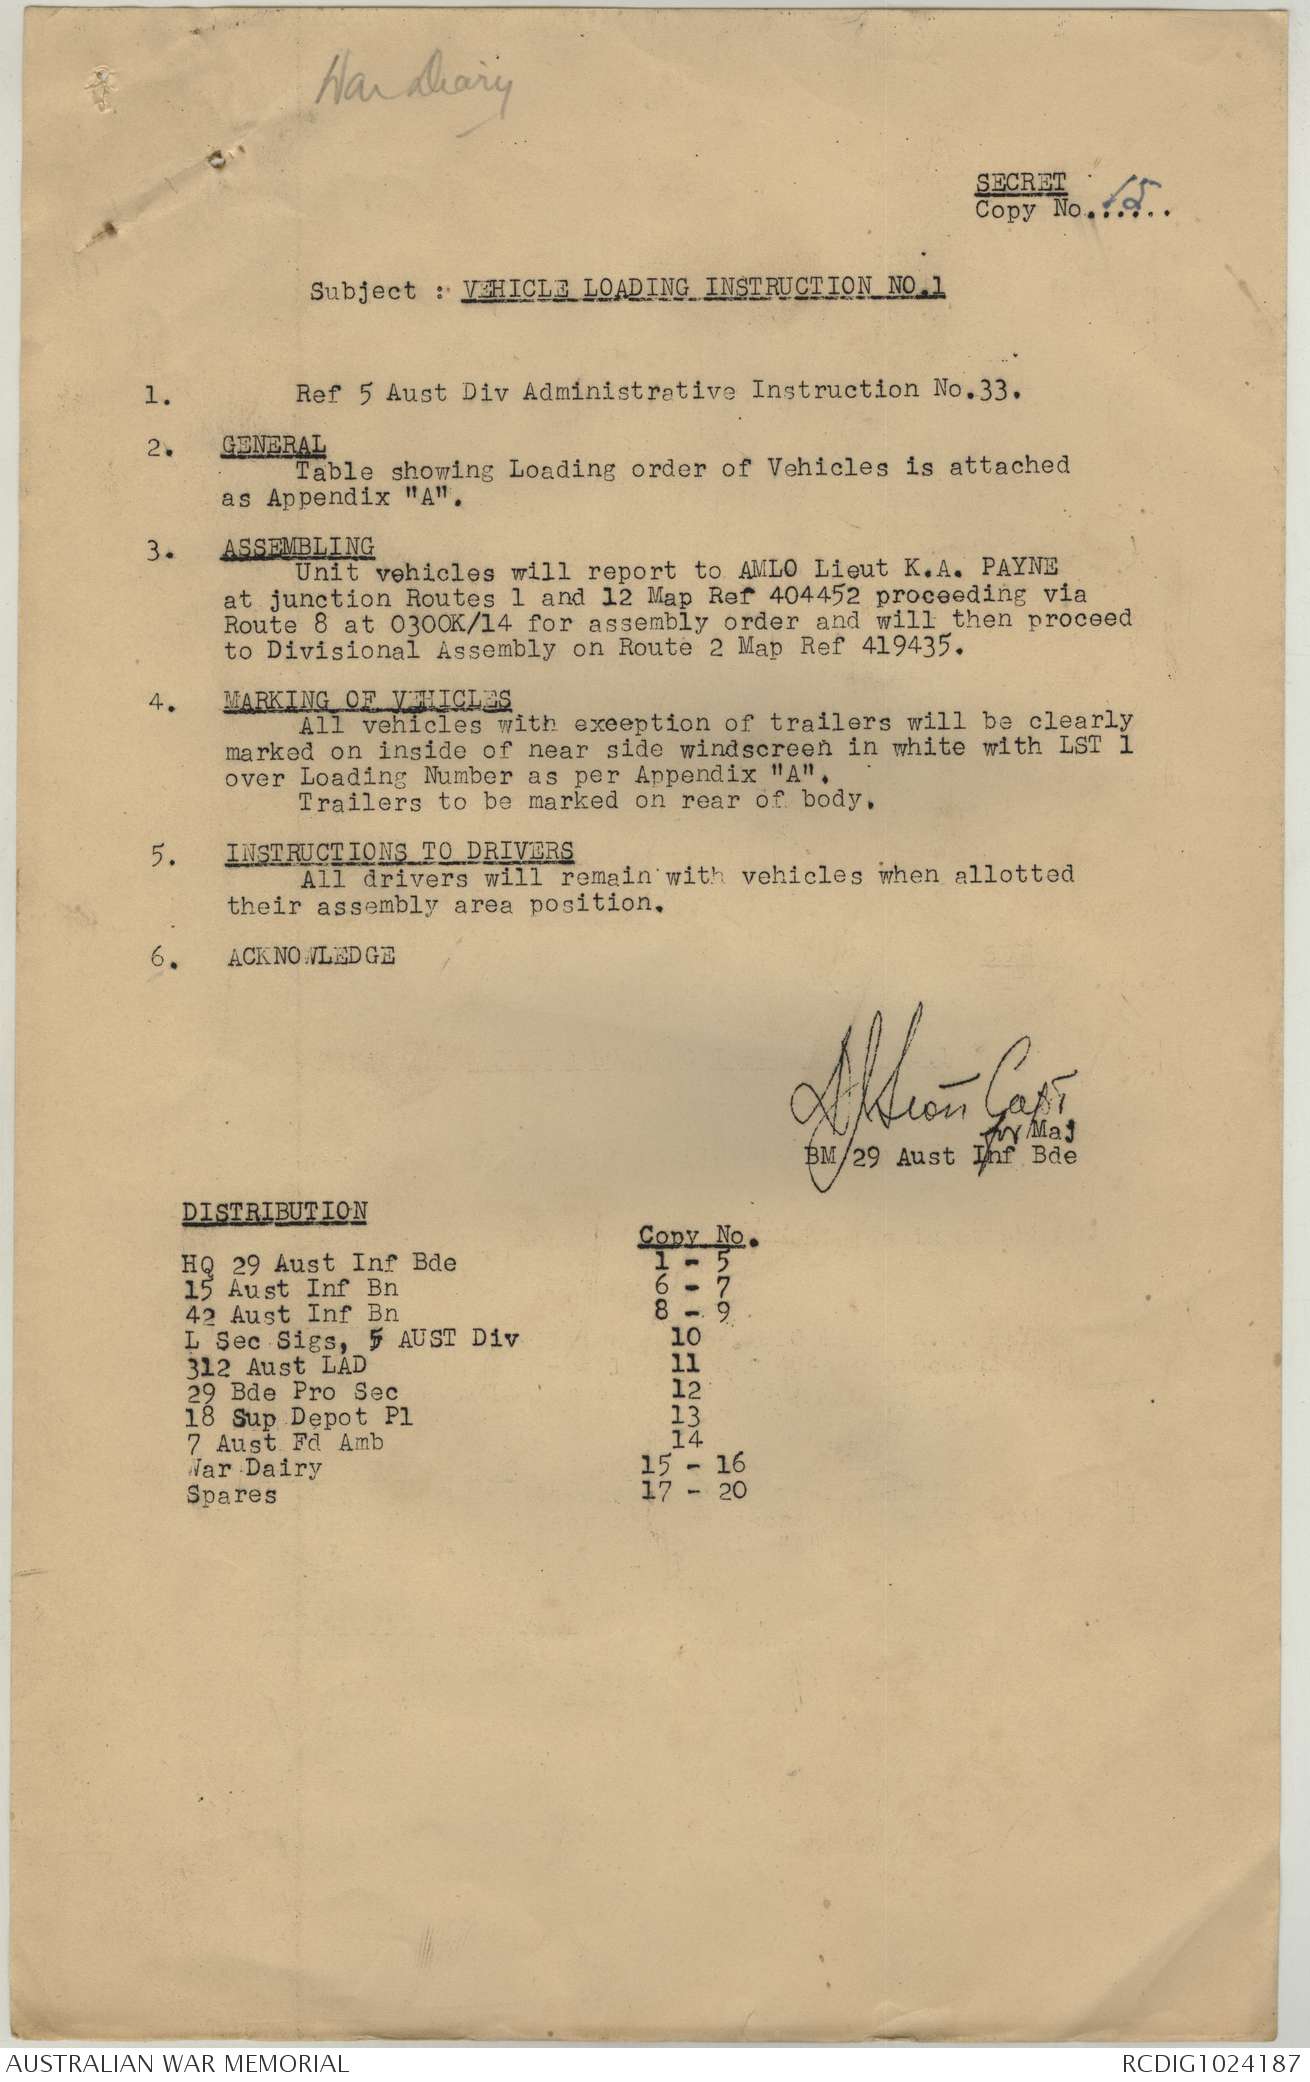 War Diary
SECRET
Copy No. 15 ......
Subject : VEHICLE LOADING INSTRUCTION NO.1
1. Ref 5 Aust Div Administrative Instruction No.33.
2. GENERAL
Table showing Loading order of Vehicles is attached
as Appendix "A".
3. ASSEMBLING
Unit vehicles will report to AMLO Lieut K.A. PAYNE
at junction Routes 1 and 12 Map Ref 404452 proceeding via
Route 8 at 0300K/14 for assembly order and will then proceed
to Divisional Assembly on Route 2 Map Ref 419435.
4. MARKING OF VEHICLES
All vehicles with exeeption of trailers will be clearly
marked on inside of near side windscreen in white with LST 1
over Loading Number as per Appendix "A".
Trailers to be marked on rear of body.
5. INSTRUCTIONS TO DRIVERS
All drivers will remain with vehicles when allotted
their assembly area position.
6. ACKNOWLEDGE
Capt
for Maj
BM 29 Aust Inf Bde
DISTRIBUTION
Copy No.
HQ 29 Aust Inf Bde 1 - 5
15 Aust Inf Bn 6 - 7
42 Aust Inf Bn 8 - 9
L Sec Sigs, 5 AUST Div 10
312 Aust LAD 11
29 Bde Pro Sec 12
18 Sup Depot Pl 13
7 Aust Fd Amb 14
War Dairy 15 - 16
Spares 17 - 20
AUSTRALIAN WAR MEMORIAL
RCDIG1024187